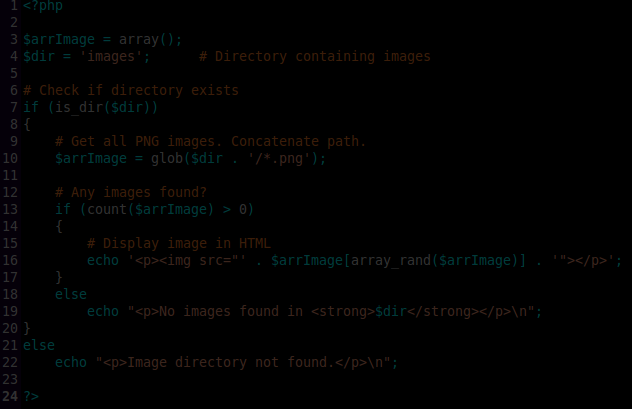 1 <?php
2
3 $arrImage = array();
4 $dir = 'images';      # Directory containing images
5
6 # Check if directory exists
7 if (is_dir($dir))
8 {
9     # Get all PNG images. Concatenate path.
10     $arrImage = glob($dir . '/*.png');
11
12     # Any images found?
13     if (count($arrImage) > 0)
14     {
15         # Display image in HTML
16         echo '<p><img src="' . $arrImage[array_rand($arrImage)] . '"></p>';
17     }
18     else
19         echo "<p>No images found in <strong>$dir</strong></p>\n";
20 }
21 else
22     echo "<p>Image directory not found.</p>\n";
23
24 ?>